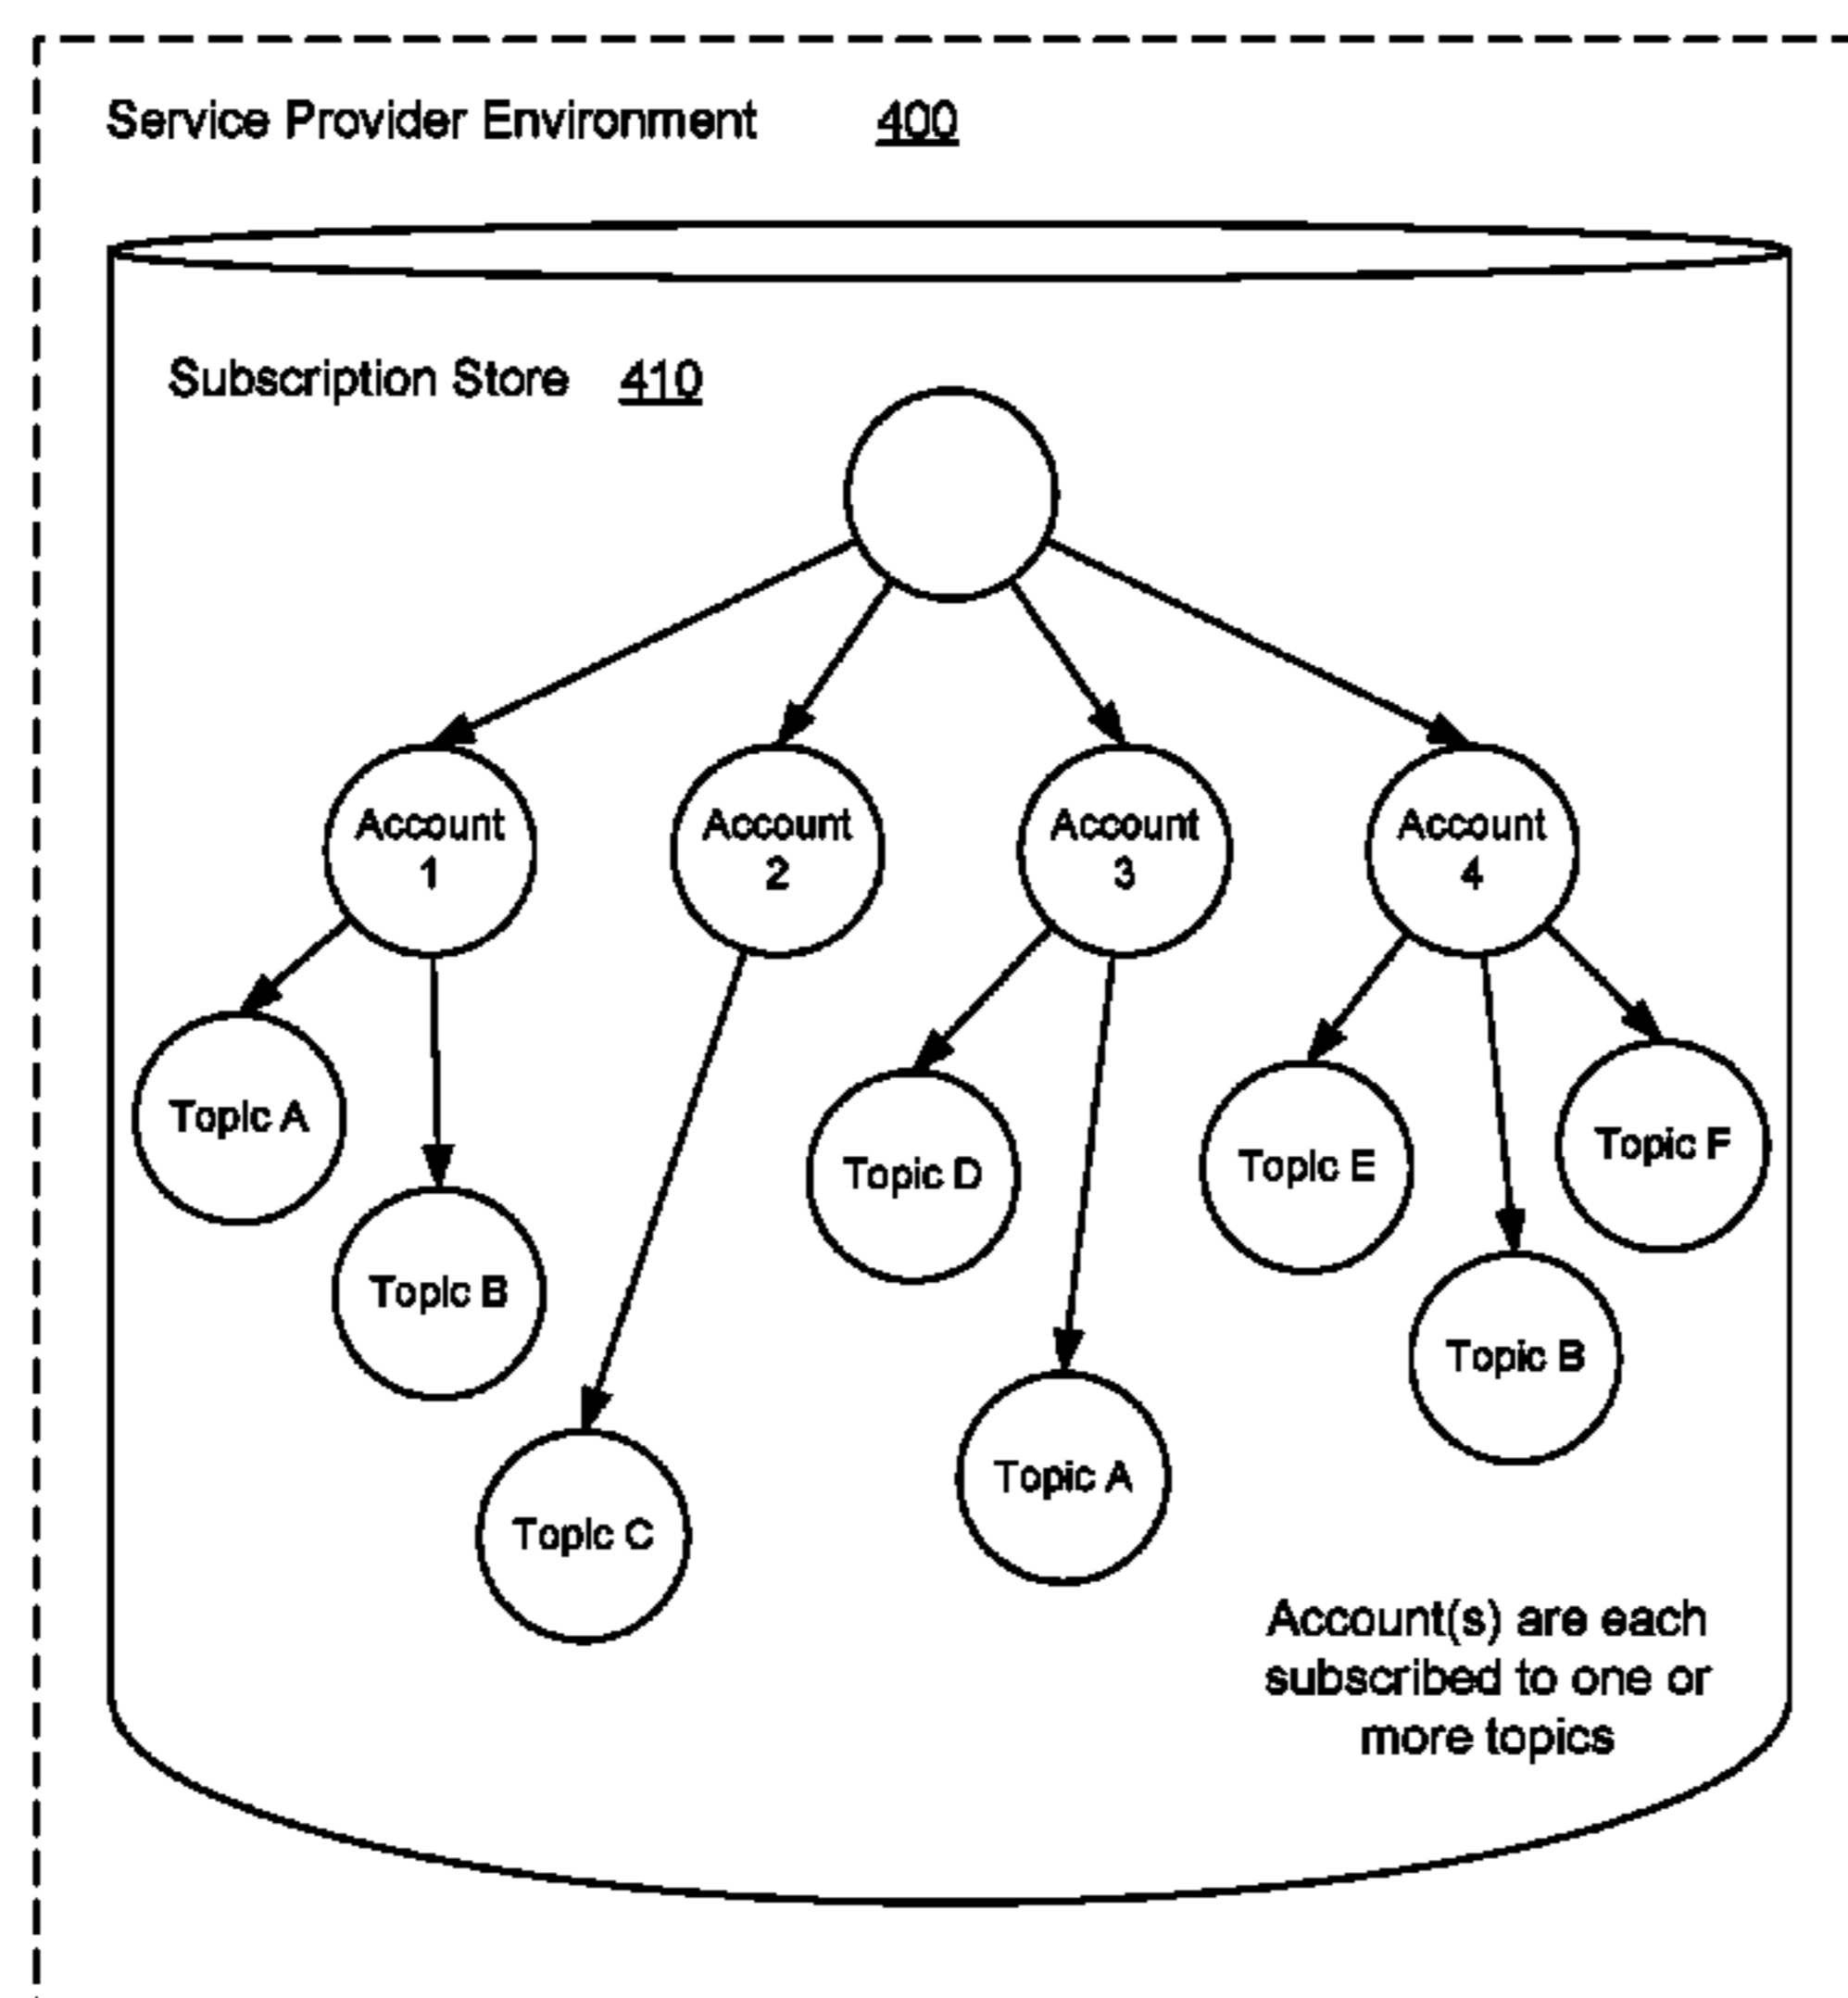 Service Provider Environment 400
Subscription Store 410
Account
1
Account
2
Account
3
Account
4
Topic A
Topic B
Topic C
Topic D
Topic A
Topic E
Topic B
Topic F
Account(s) are each
subscribed to one or
more topics